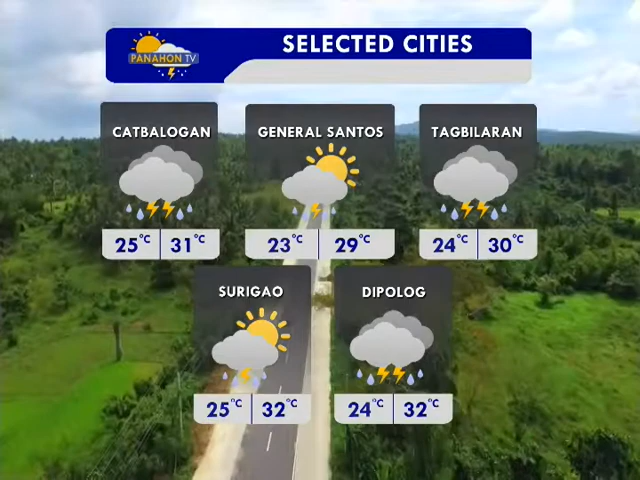 SELECTED CITIES
PANAHON TV
CATBALOGAN
25°C 31°C
GENERAL SANTOS
23°C 29°C
TAGBILARAN
24°C 30°C
SURIGAO
25°C 32°C
DIPOLOG
24°C 32°C